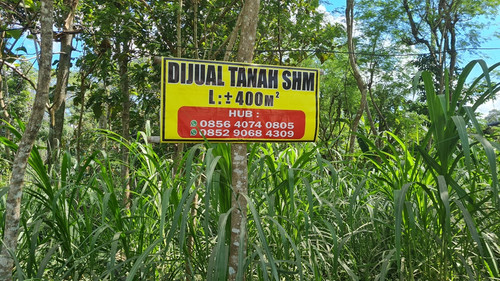 DIJUAL TANAH SHM
L : ± 400M²
HUB :
0856 4074 0805
0852 9068 4309